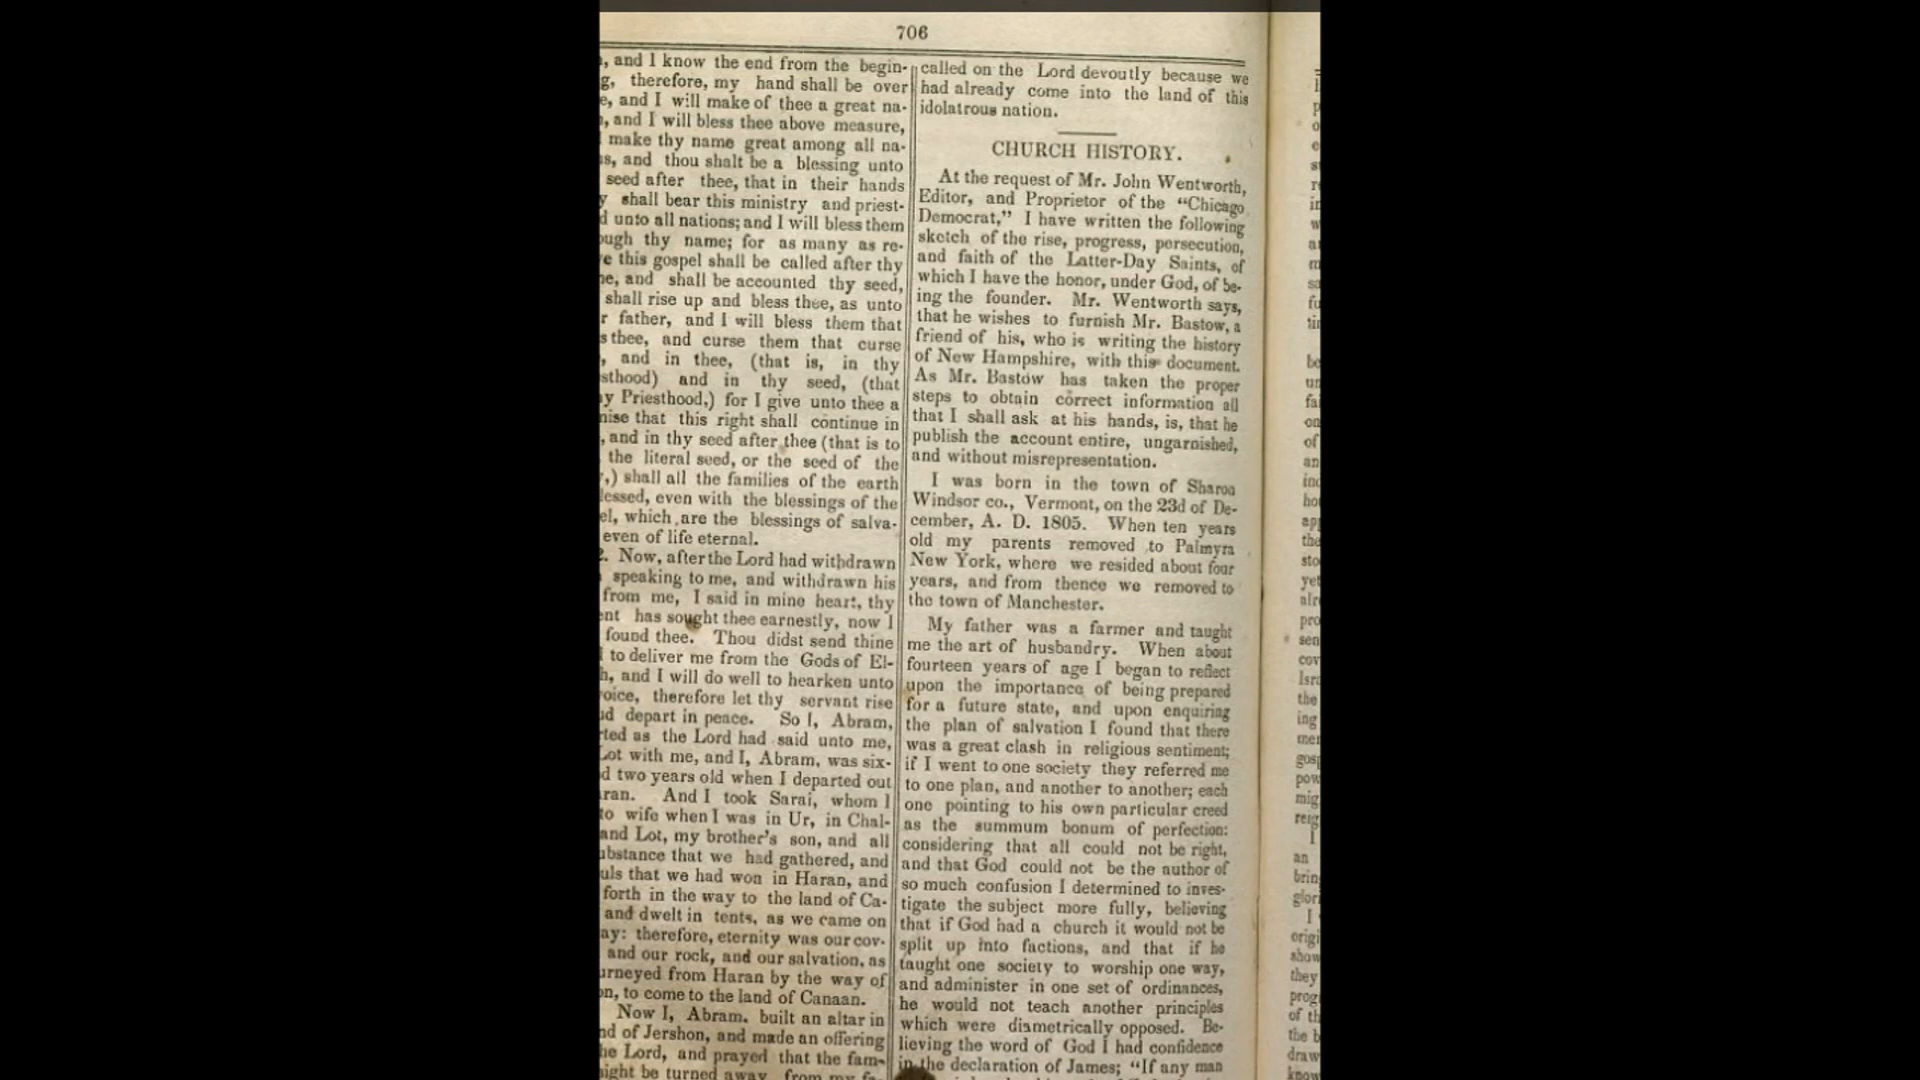 706
, and I know the end from the begin-
g, therefore, my hand shall be over
e, and I will make of thee a great na-
, and I will bless thee above measure,
make thy name great among all na-
s, and thou shalt be a blessing unto
seed after thee, that in their hands
y shall bear this ministry and priest-
d unto all nations; and I will bless them
ough thy name; for as many as re-
e this gospel shall be called after thy
e, and shall be accounted thy seed,
shall rise up and bless thee, as unto
r father, and I will bless them that
s thee, and curse them that curse
, and in thee, (that is, in thy
sthood) and in thy seed, (that
y Priesthood,) for I give unto thee a
nise that this right shall continue in
, and in thy seed after thee (that is to
the literal seed, or the seed of the
,) shall all the families of the earth
lessed, even with the blessings of the
el, which are the blessings of salva-
even of life eternal.
2. Now, after the Lord had withdrawn
speaking to me, and withdrawn his
from me, I said in mine heart, thy
ent has sought thee earnestly, now I
found thee. Thou didst send thine
to deliver me from the Gods of El-
h, and I will do well to hearken unto
oice, therefore let thy servant rise
d depart in peace. So I, Abram,
rted as the Lord had said unto me,
Lot with me, and I, Abram, was six-
d two years old when I departed out
ran. And I took Sarai, whom I
to wife when I was in Ur, in Chal-
and Lot, my brother's son, and all
ubstance that we had gathered, and
uls that we had won in Haran, and
forth in the way to the land of Ca-
and dwelt in tents, as we came on
ay: therefore, eternity was our cov-
and our rock, and our salvation, as
urneyed from Haran by the way of
on, to come to the land of Canaan.
Now I, Abram. built an altar in
nd of Jershon, and made an offering
he Lord, and prayed that the fam-
ight be turned away from my fa-
called on the Lord devoutly because we
had already come into the land of this
idolatrous nation.
CHURCH HISTORY.
At the request of Mr. John Wentworth,
Editor, and Proprietor of the "Chicago
Democrat," I have written the following
sketch of the rise, progress, persecution,
and faith of the Latter-Day Saints, of
which I have the honor, under God, of be-
ing the founder. Mr. Wentworth says,
that he wishes to furnish Mr. Bastow, a
friend of his, who is writing the history
of New Hampshire, with this document.
As Mr. Bastow has taken the proper
steps to obtain correct information all
that I shall ask at his hands, is, that he
publish the account entire, ungarnished,
and without misrepresentation.
I was born in the town of Sharon
Windsor co., Vermont, on the 23d of De-
cember, A. D. 1805. When ten years
old my parents removed to Palmyra
New York, where we resided about four
years, and from thence we removed to
the town of Manchester.
My father was a farmer and taught
me the art of husbandry. When about
fourteen years of age I began to reflect
upon the importance of being prepared
for a future state, and upon enquiring
the plan of salvation I found that there
was a great clash in religious sentiment;
if I went to one society they referred me
to one plan, and another to another; each
one pointing to his own particular creed
as the summum bonum of perfection:
considering that all could not be right,
and that God could not be the author of
so much confusion I determined to inves-
tigate the subject more fully, believing
that if God had a church it would not be
split up into factions, and that if he
taught one society to worship one way,
and administer in one set of ordinances,
he would not teach another principles
which were diametrically opposed. Be-
lieving the word of God I had confidence
in the declaration of James; "If any man